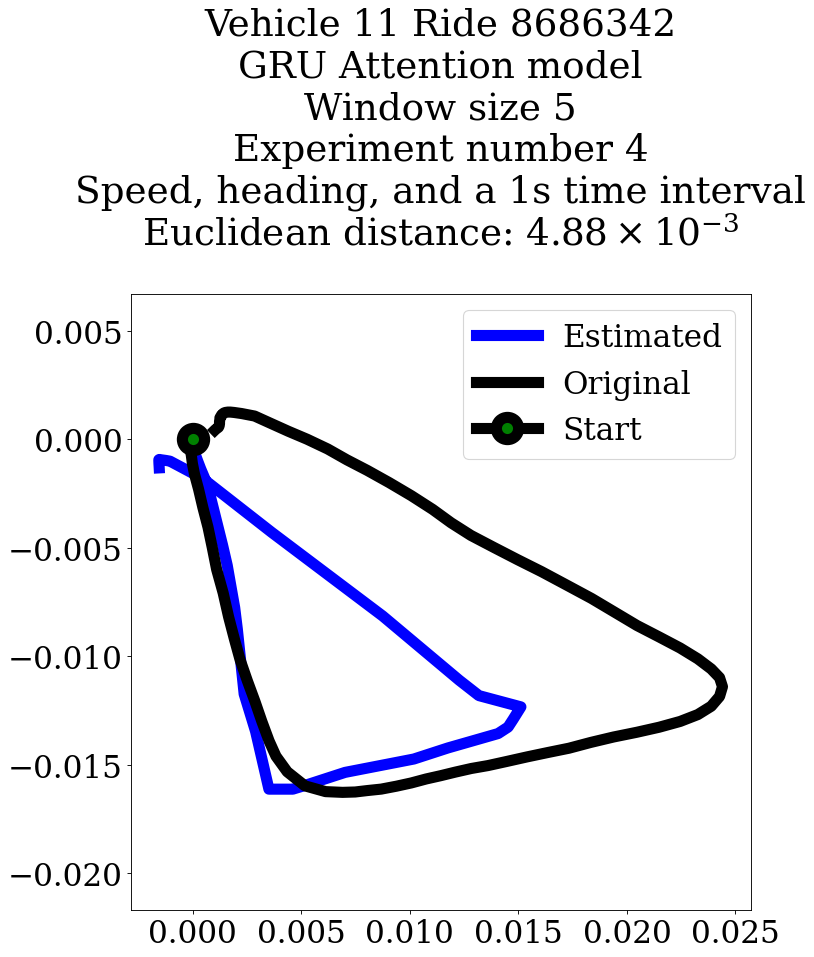 Vehicle 11 Ride 8686342
GRU Attention model
Window size 5
Experiment number 4
Speed, heading, and a 1s time interval
Euclidean distance: 4.88 × 10⁻³
Estimated
Original
Start
0.005
0.000
−0.005
−0.010
−0.015
−0.020
0.000 0.005 0.010 0.015 0.020 0.025